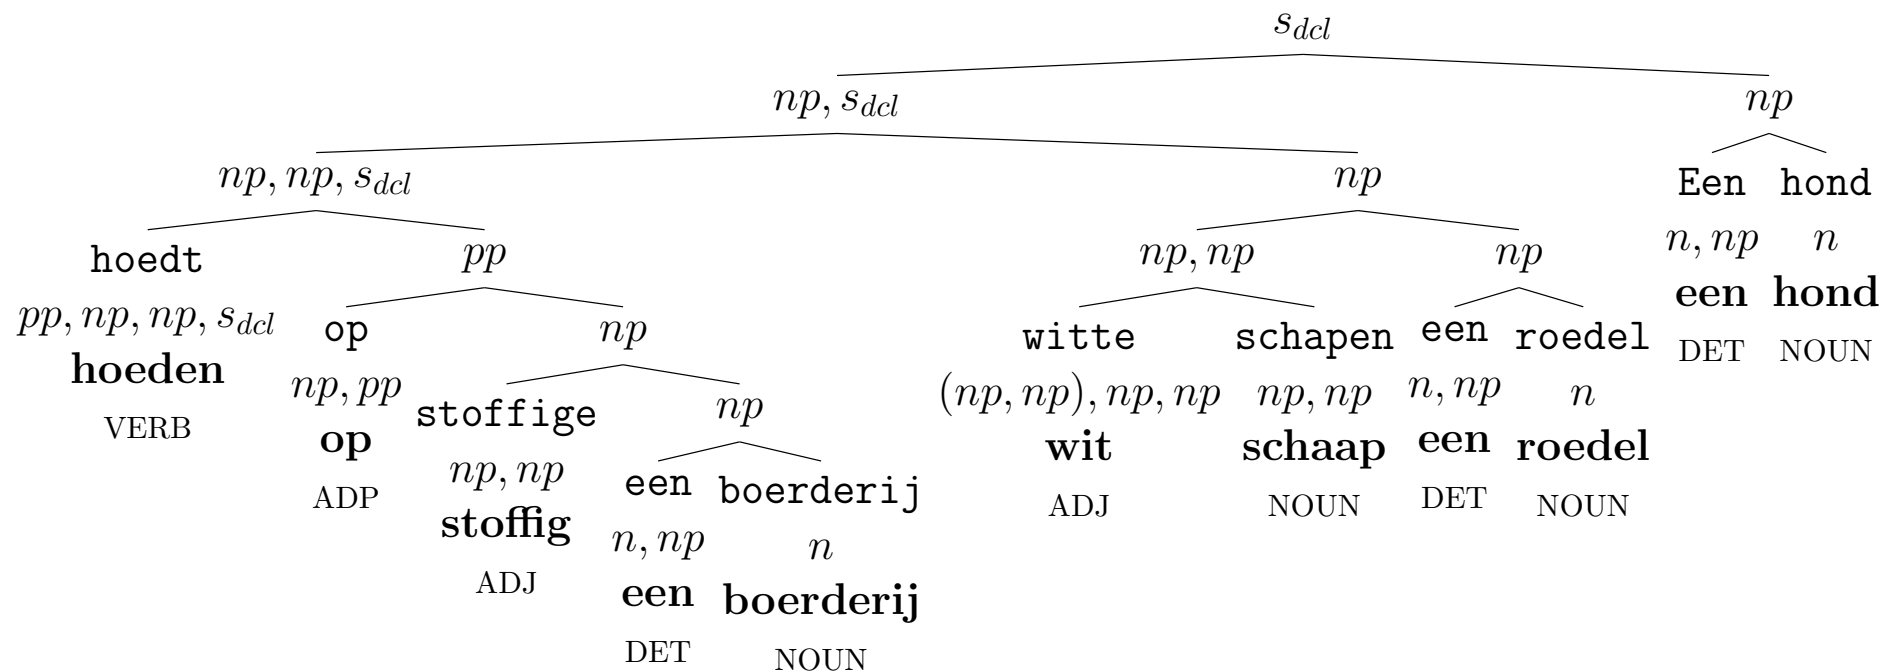 s_dcl
np, s_dcl np
np, np, s_dcl np Een hond
n, np n
een hond
DET NOUN
hoedt pp np, np np
pp, np, np, s_dcl
hoeden
VERB
op np witte schapen een roedel
np, pp (np, np), np, np np, np n, np n
op wit schaap een roedel
ADP ADJ NOUN DET NOUN
stoffige np
np, np
stoffig
ADJ
een boerderij
n, np n
een boerderij
DET NOUN